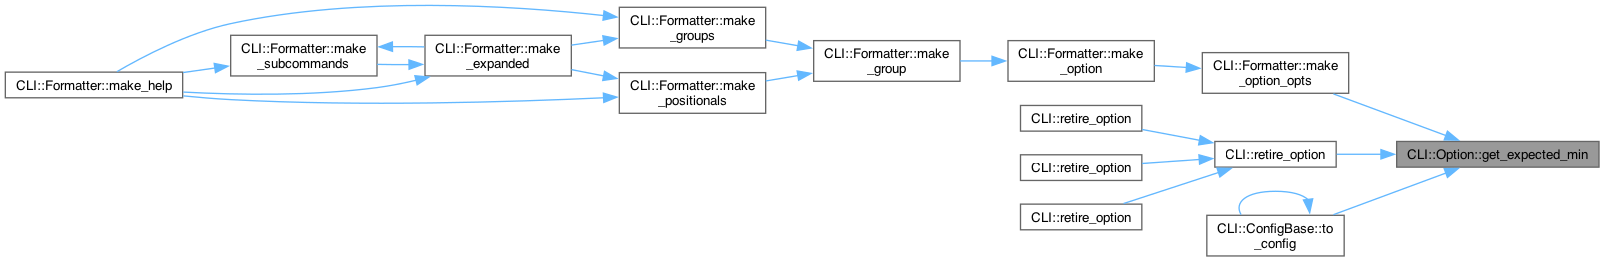 CLI::Formatter::make_help
CLI::Formatter::make
_subcommands
CLI::Formatter::make
_expanded
CLI::Formatter::make
_groups
CLI::Formatter::make
_positionals
CLI::Formatter::make
_group
CLI::Formatter::make
_option
CLI::Formatter::make
_option_opts
CLI::retire_option
CLI::retire_option
CLI::retire_option
CLI::retire_option
CLI::ConfigBase::to
_config
CLI::Option::get_expected_min